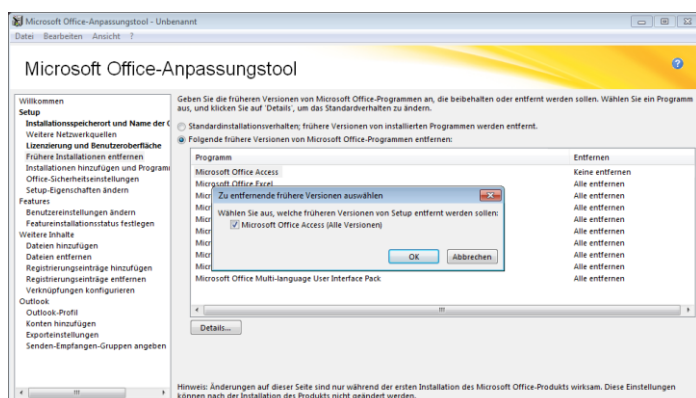 Microsoft Office-Anpassungstool - Unbenannt
Datei Bearbeiten Ansicht ?
Microsoft Office-Anpassungstool
Willkommen
Setup
Installationsspeicherort und Name der O
Weitere Netzwerkquellen
Lizenzierung und Benutzeroberfläche
Frühere Installationen entfernen
Installationen hinzufügen und Programi
Office-Sicherheitseinstellungen
Setup-Eigenschaften ändern
Features
Benutzereinstellungen ändern
Featureinstallationsstatus festlegen
Weitere Inhalte
Dateien hinzufügen
Dateien entfernen
Registrierungseinträge hinzufügen
Registrierungseinträge entfernen
Verknüpfungen konfigurieren
Outlook
Outlook-Profil
Konten hinzufügen
Exporteinstellungen
Senden-Empfangen-Gruppen angeben
Geben Sie die früheren Versionen von Microsoft Office-Programmen an, die beibehalten oder entfernt werden sollen. Wählen Sie ein Programm
aus, und klicken Sie auf 'Details', um das Standardverhalten zu ändern.
Standardinstallationsverhalten; frühere Versionen von installierten Programmen werden entfernt.
Folgende frühere Versionen von Microsoft Office-Programmen entfernen:
Programm Entfernen
Microsoft Office Access Keine entfernen
Microsoft Office Excel Alle entfernen
Micr Alle entfernen
Micr Alle entfernen
Micr Alle entfernen
Micr Alle entfernen
Micr Alle entfernen
Micr Alle entfernen
Micr Alle entfernen
Microsoft Office Multi-language User Interface Pack Alle entfernen
Zu entfernende frühere Versionen auswählen
Wählen Sie aus, welche früheren Versionen von Setup entfernt werden sollen:
Microsoft Office Access (Alle Versionen)
OK Abbrechen
Details...
Hinweis: Änderungen auf dieser Seite sind nur während der ersten Installation des Microsoft Office-Produkts wirksam. Diese Einstellungen
können nach der Installation des Produkts nicht geändert werden.